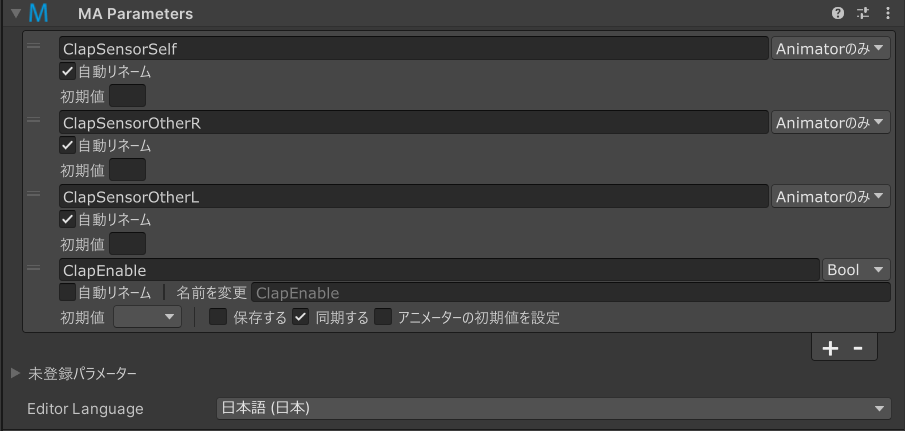 MA Parameters
ClapSensorSelf Animatorのみ
自動リネーム
初期値
ClapSensorOtherR Animatorのみ
自動リネーム
初期値
ClapSensorOtherL Animatorのみ
自動リネーム
初期値
ClapEnable Bool
自動リネーム 名前を変更 ClapEnable
初期値 保存する 同期する アニメーターの初期値を設定
+ -
未登録パラメーター
Editor Language 日本語 (日本)